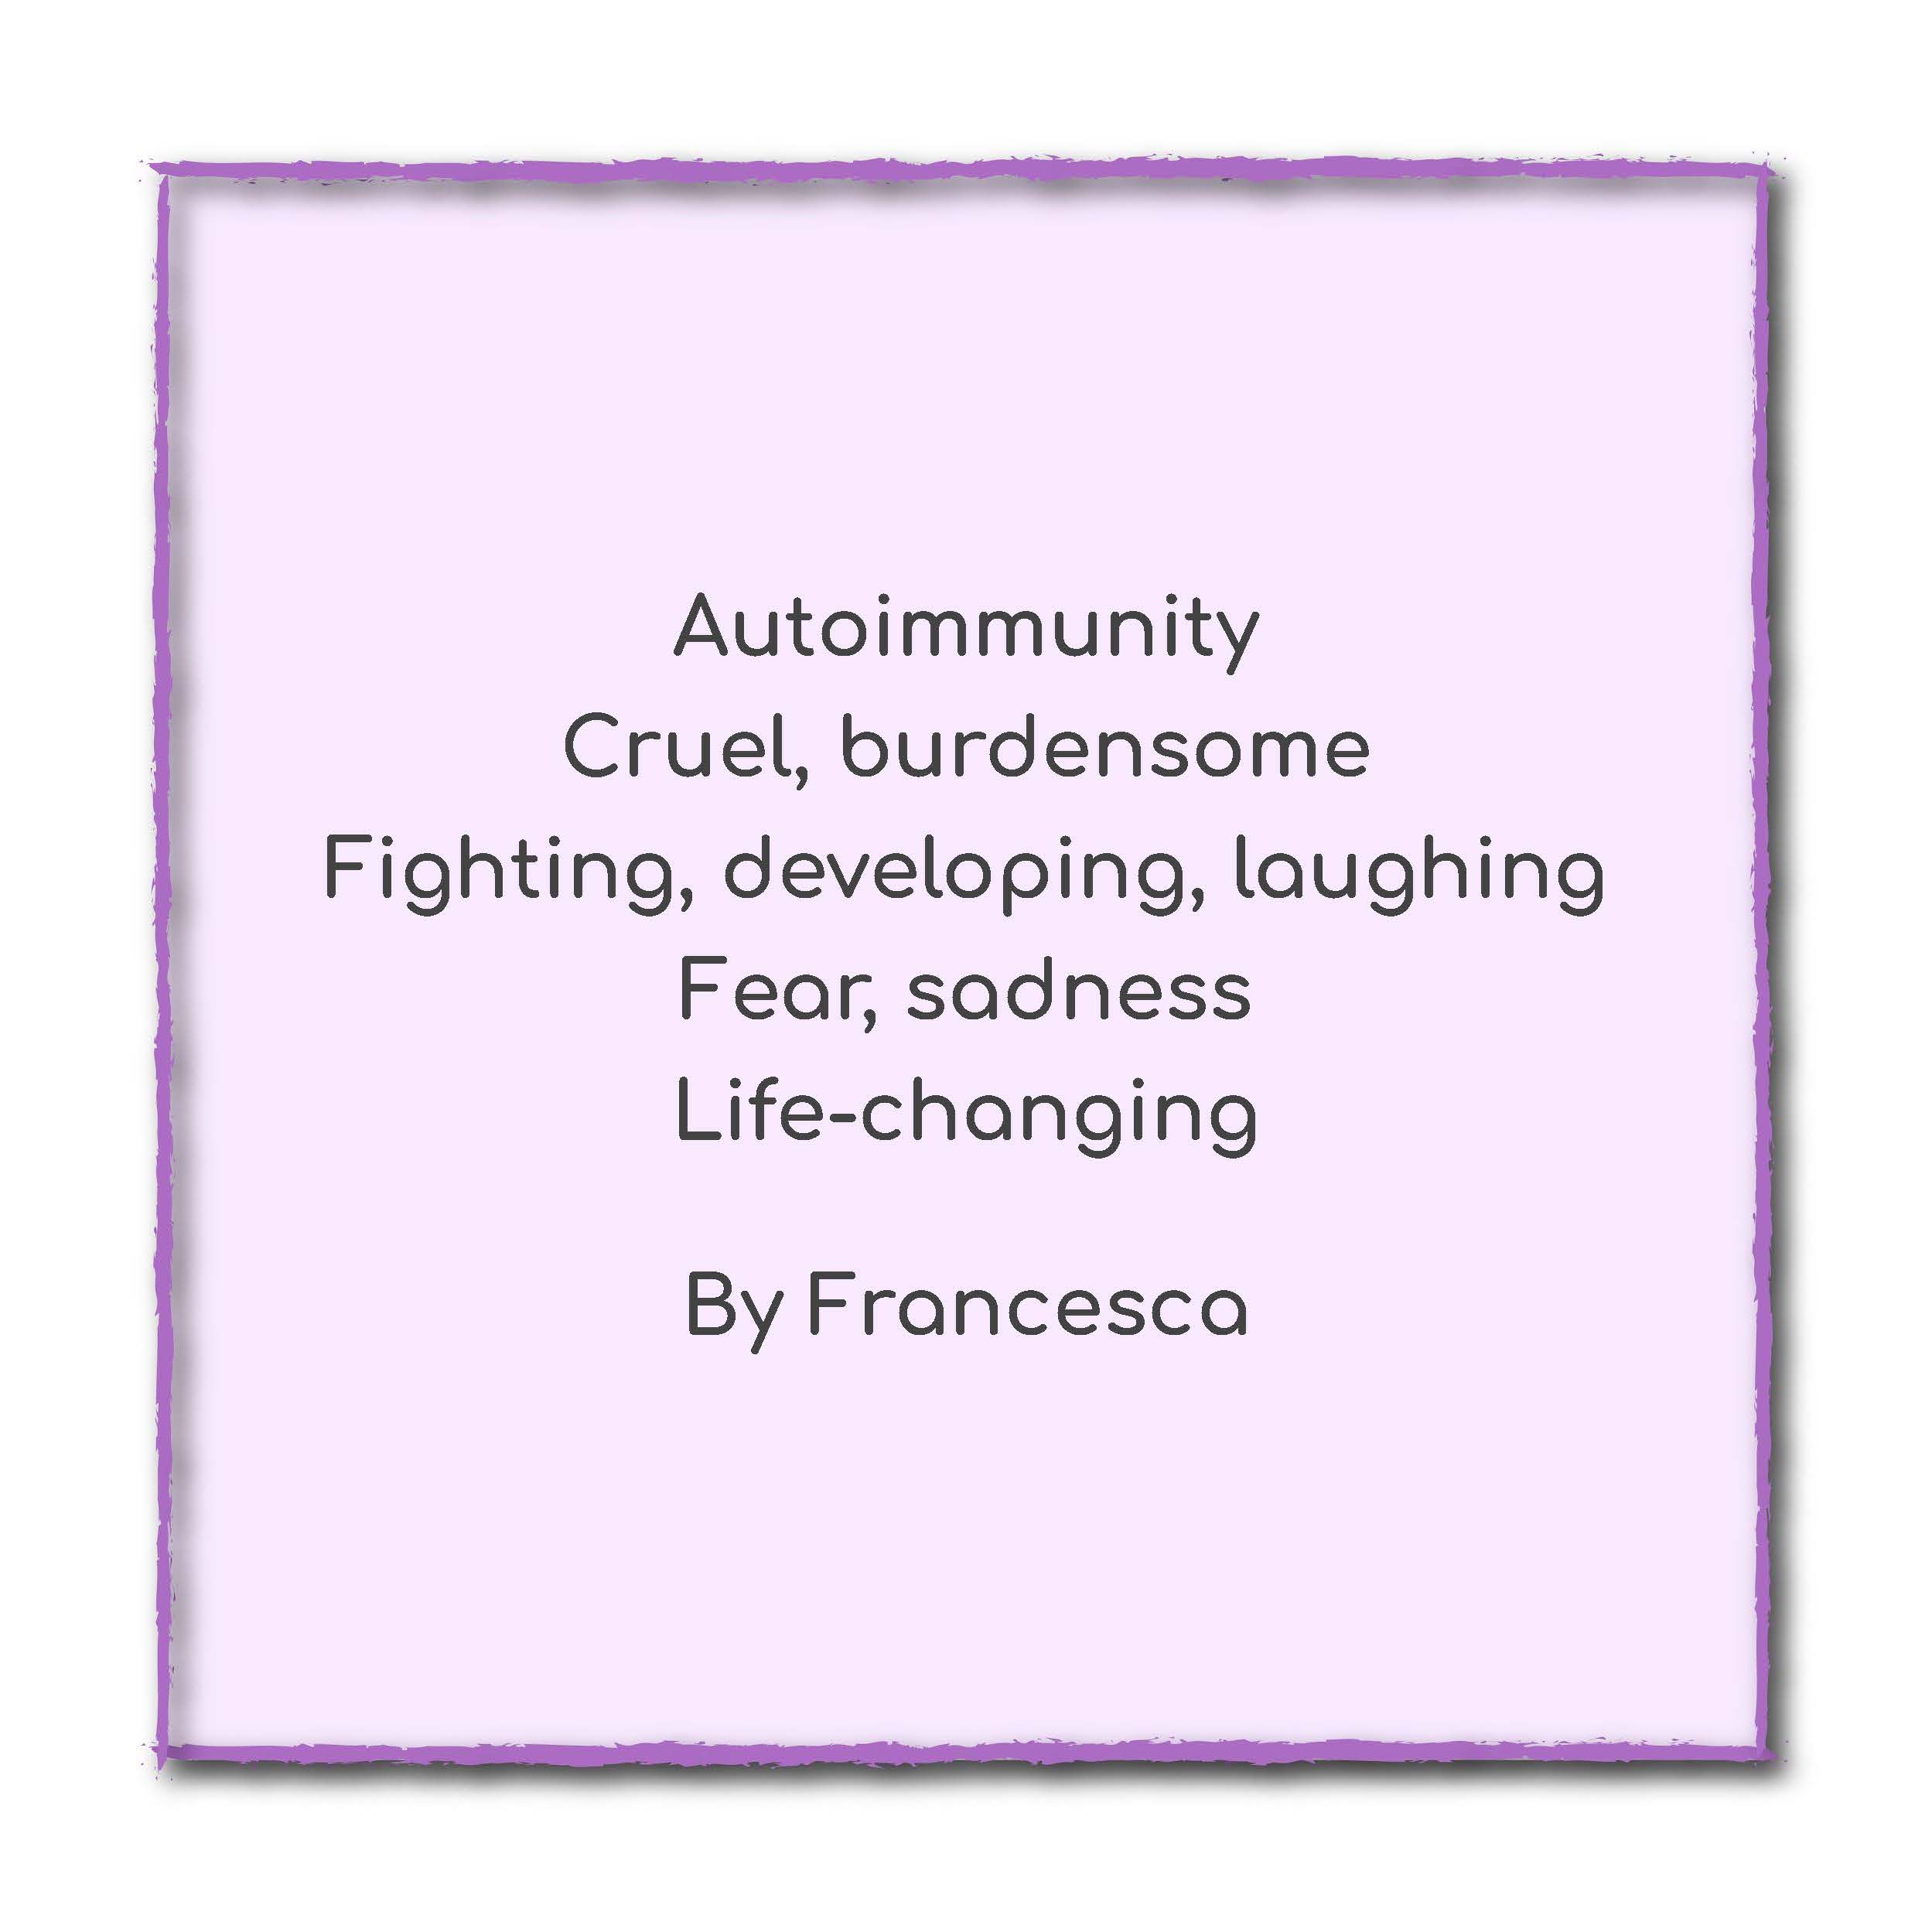 Autoimmunity
Cruel, burdensome
Fighting, developing, laughing
Fear, sadness
Life-changing
By Francesca